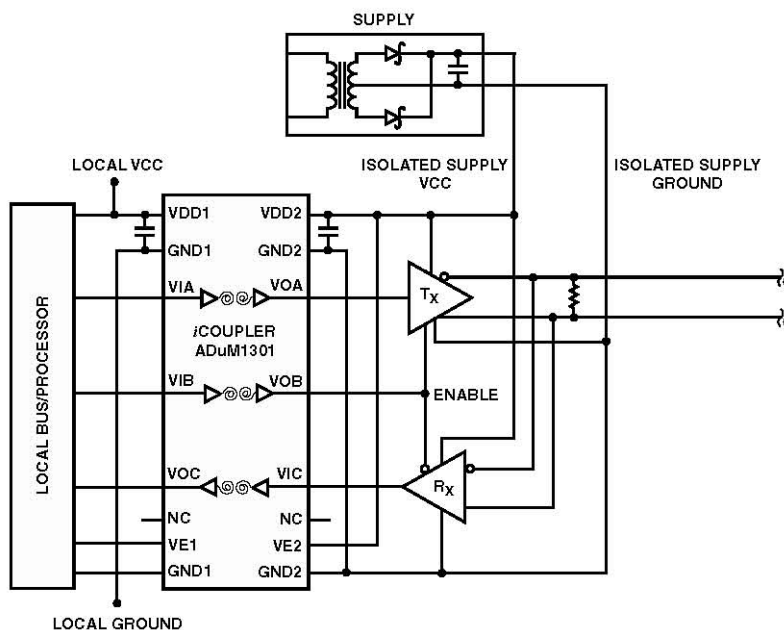 SUPPLY
LOCAL VCC
ISOLATED SUPPLY
VCC
ISOLATED SUPPLY
GROUND
LOCAL BUS/PROCESSOR
VDD1
VDD2
GND1
GND2
VIA
VOA
TX
iCOUPLER
ADuM1301
VIB
VOB
ENABLE
VOC
VIC
RX
NC
NC
VE1
VE2
GND1
GND2
LOCAL GROUND